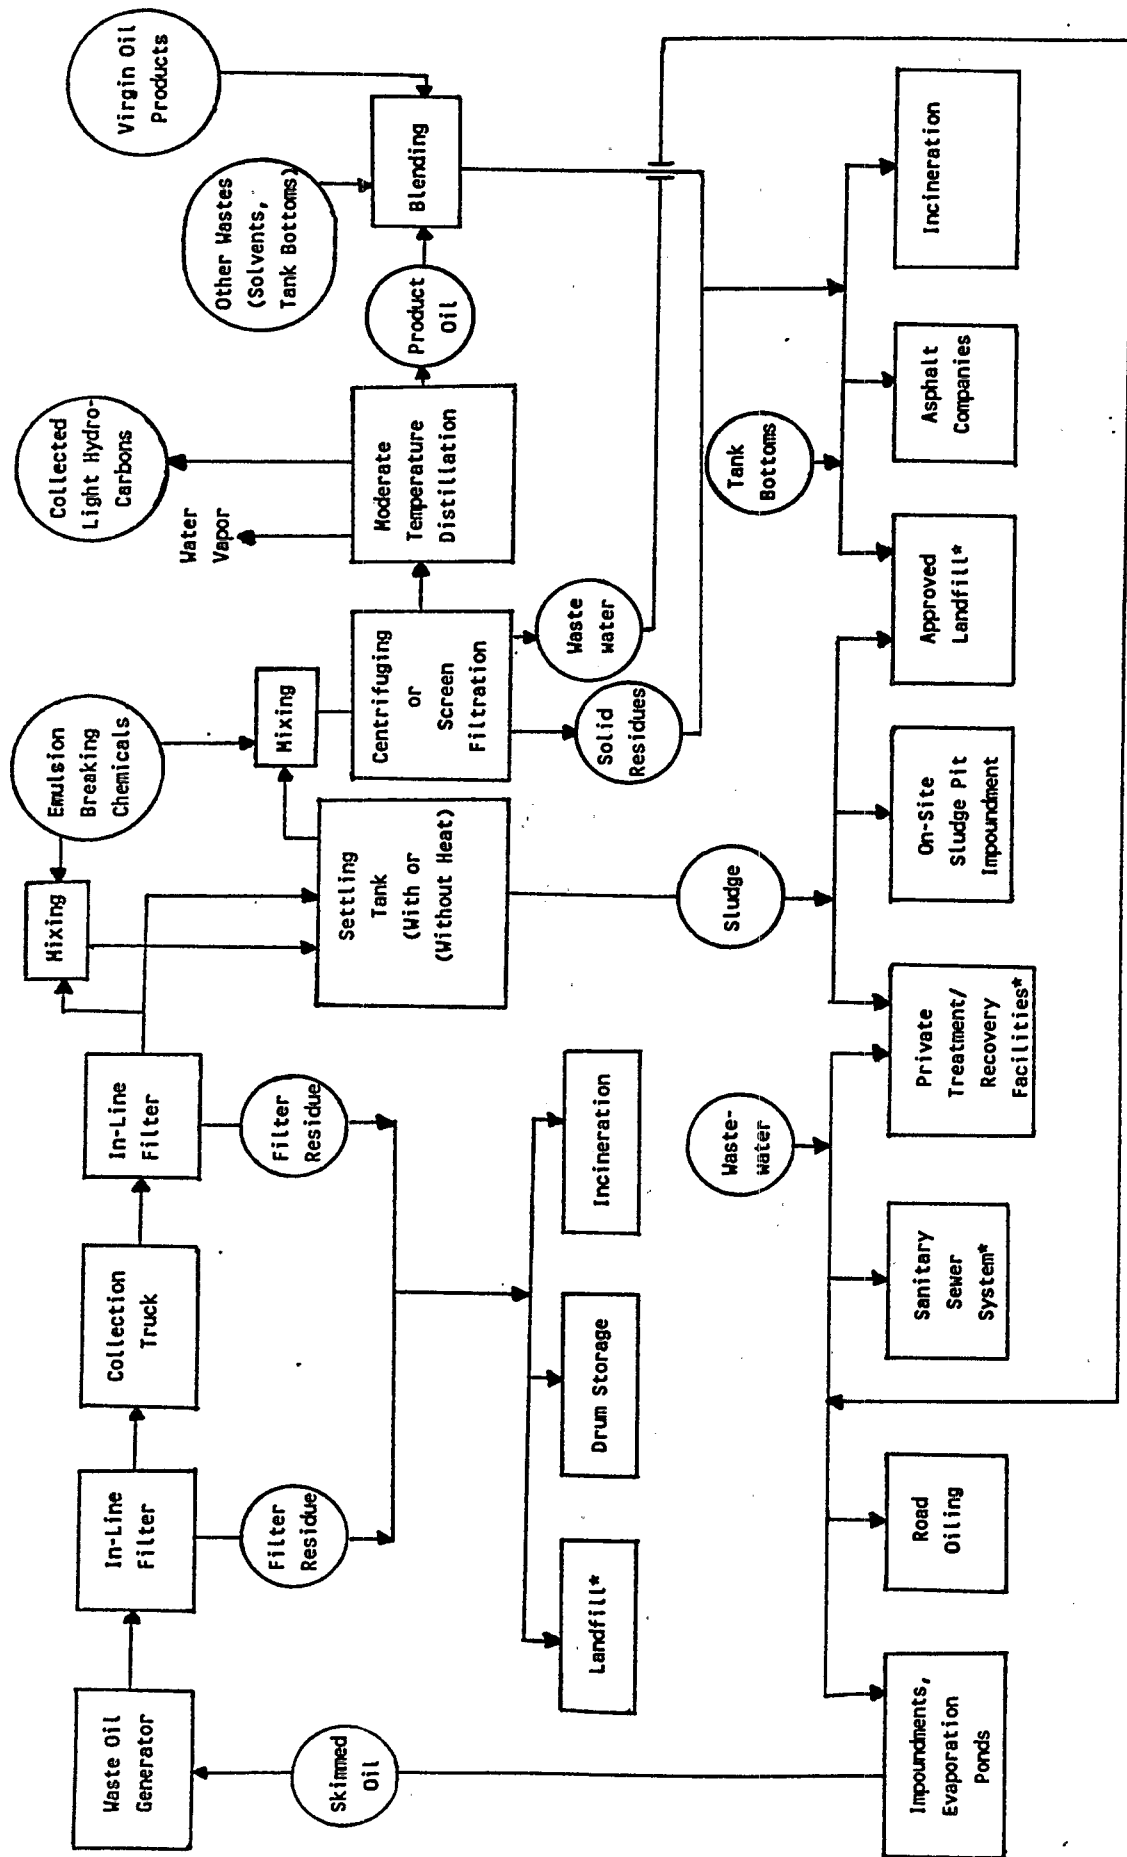 Waste Oil
Generator
In-Line
Filter
Collection
Truck
In-Line
Filter
Mixing
Emulsion
Breaking
Chemicals
Skimmed
Oil
Filter
Residue
Filter
Residue
Settling
Tank
(With or
(Without Heat)
Mixing
Centrifuging
or
Screen
Filtration
Water
Vapor
Collected
Light Hydro-
Carbons
Moderate
Temperature
Distillation
Product
Oil
Other Wastes
(Solvents,
Tank Bottoms)
Virgin Oil
Products
Blending
Landfill*
Drum Storage
Incineration
Solid
Residues
Waste
water
Waste-
water
Sludge
Tank
Bottoms
Impoundments,
Evaporation
Ponds
Road
Oiling
Sanitary
Sewer
System*
Private
Treatment/
Recovery
Facilities*
On-Site
Sludge Pit
Impoundment
Approved
Landfill*
Asphalt
Companies
Incineration